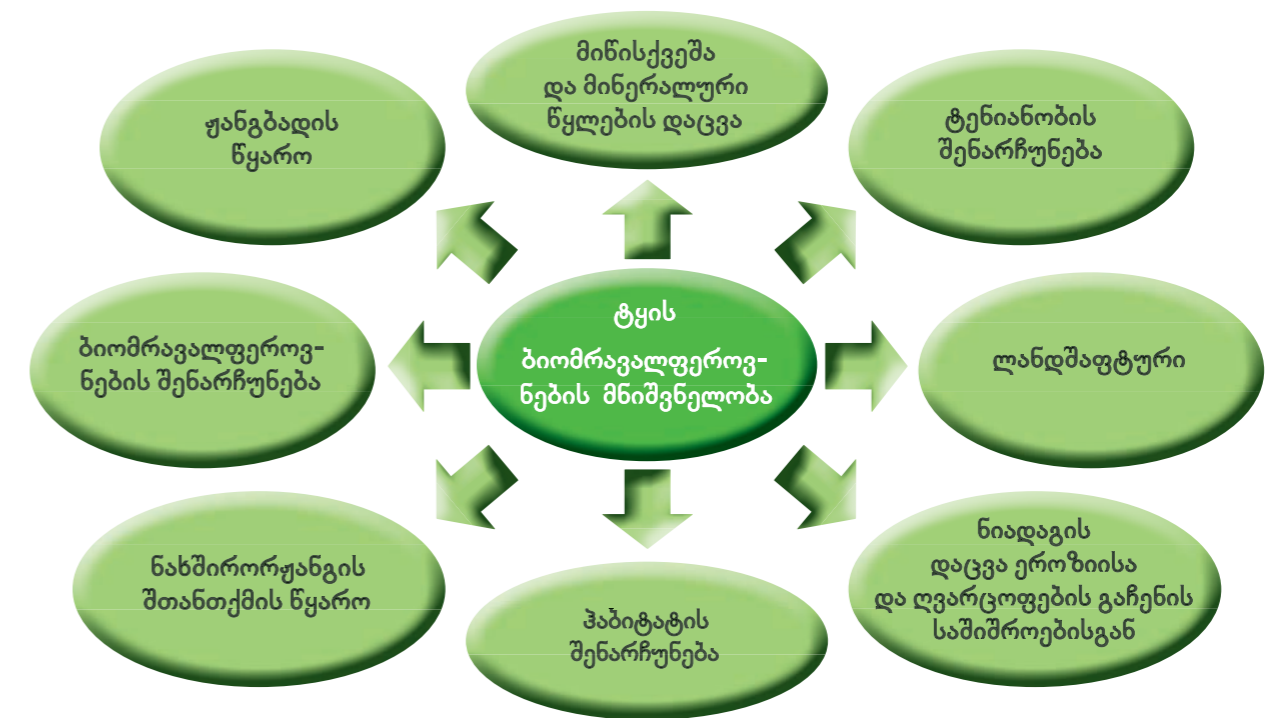 მიწისქვეშა
და მინერალური
წყლების დაცვა
ჟანგბადის
წყარო
ტენიანობის
შენარჩუნება
ტყის
ბიომრავალფეროვ-
ნების მნიშვნელობა
ბიომრავალფეროვ-
ნების შენარჩუნება
ლანდშაფტური
ნახშირორჟანგის
შთანთქმის წყარო
ჰაბიტატის
შენარჩუნება
ნიადაგის
დაცვა ეროზიისა
და ღვარცოფების გაჩენის
საშიშროებისგან